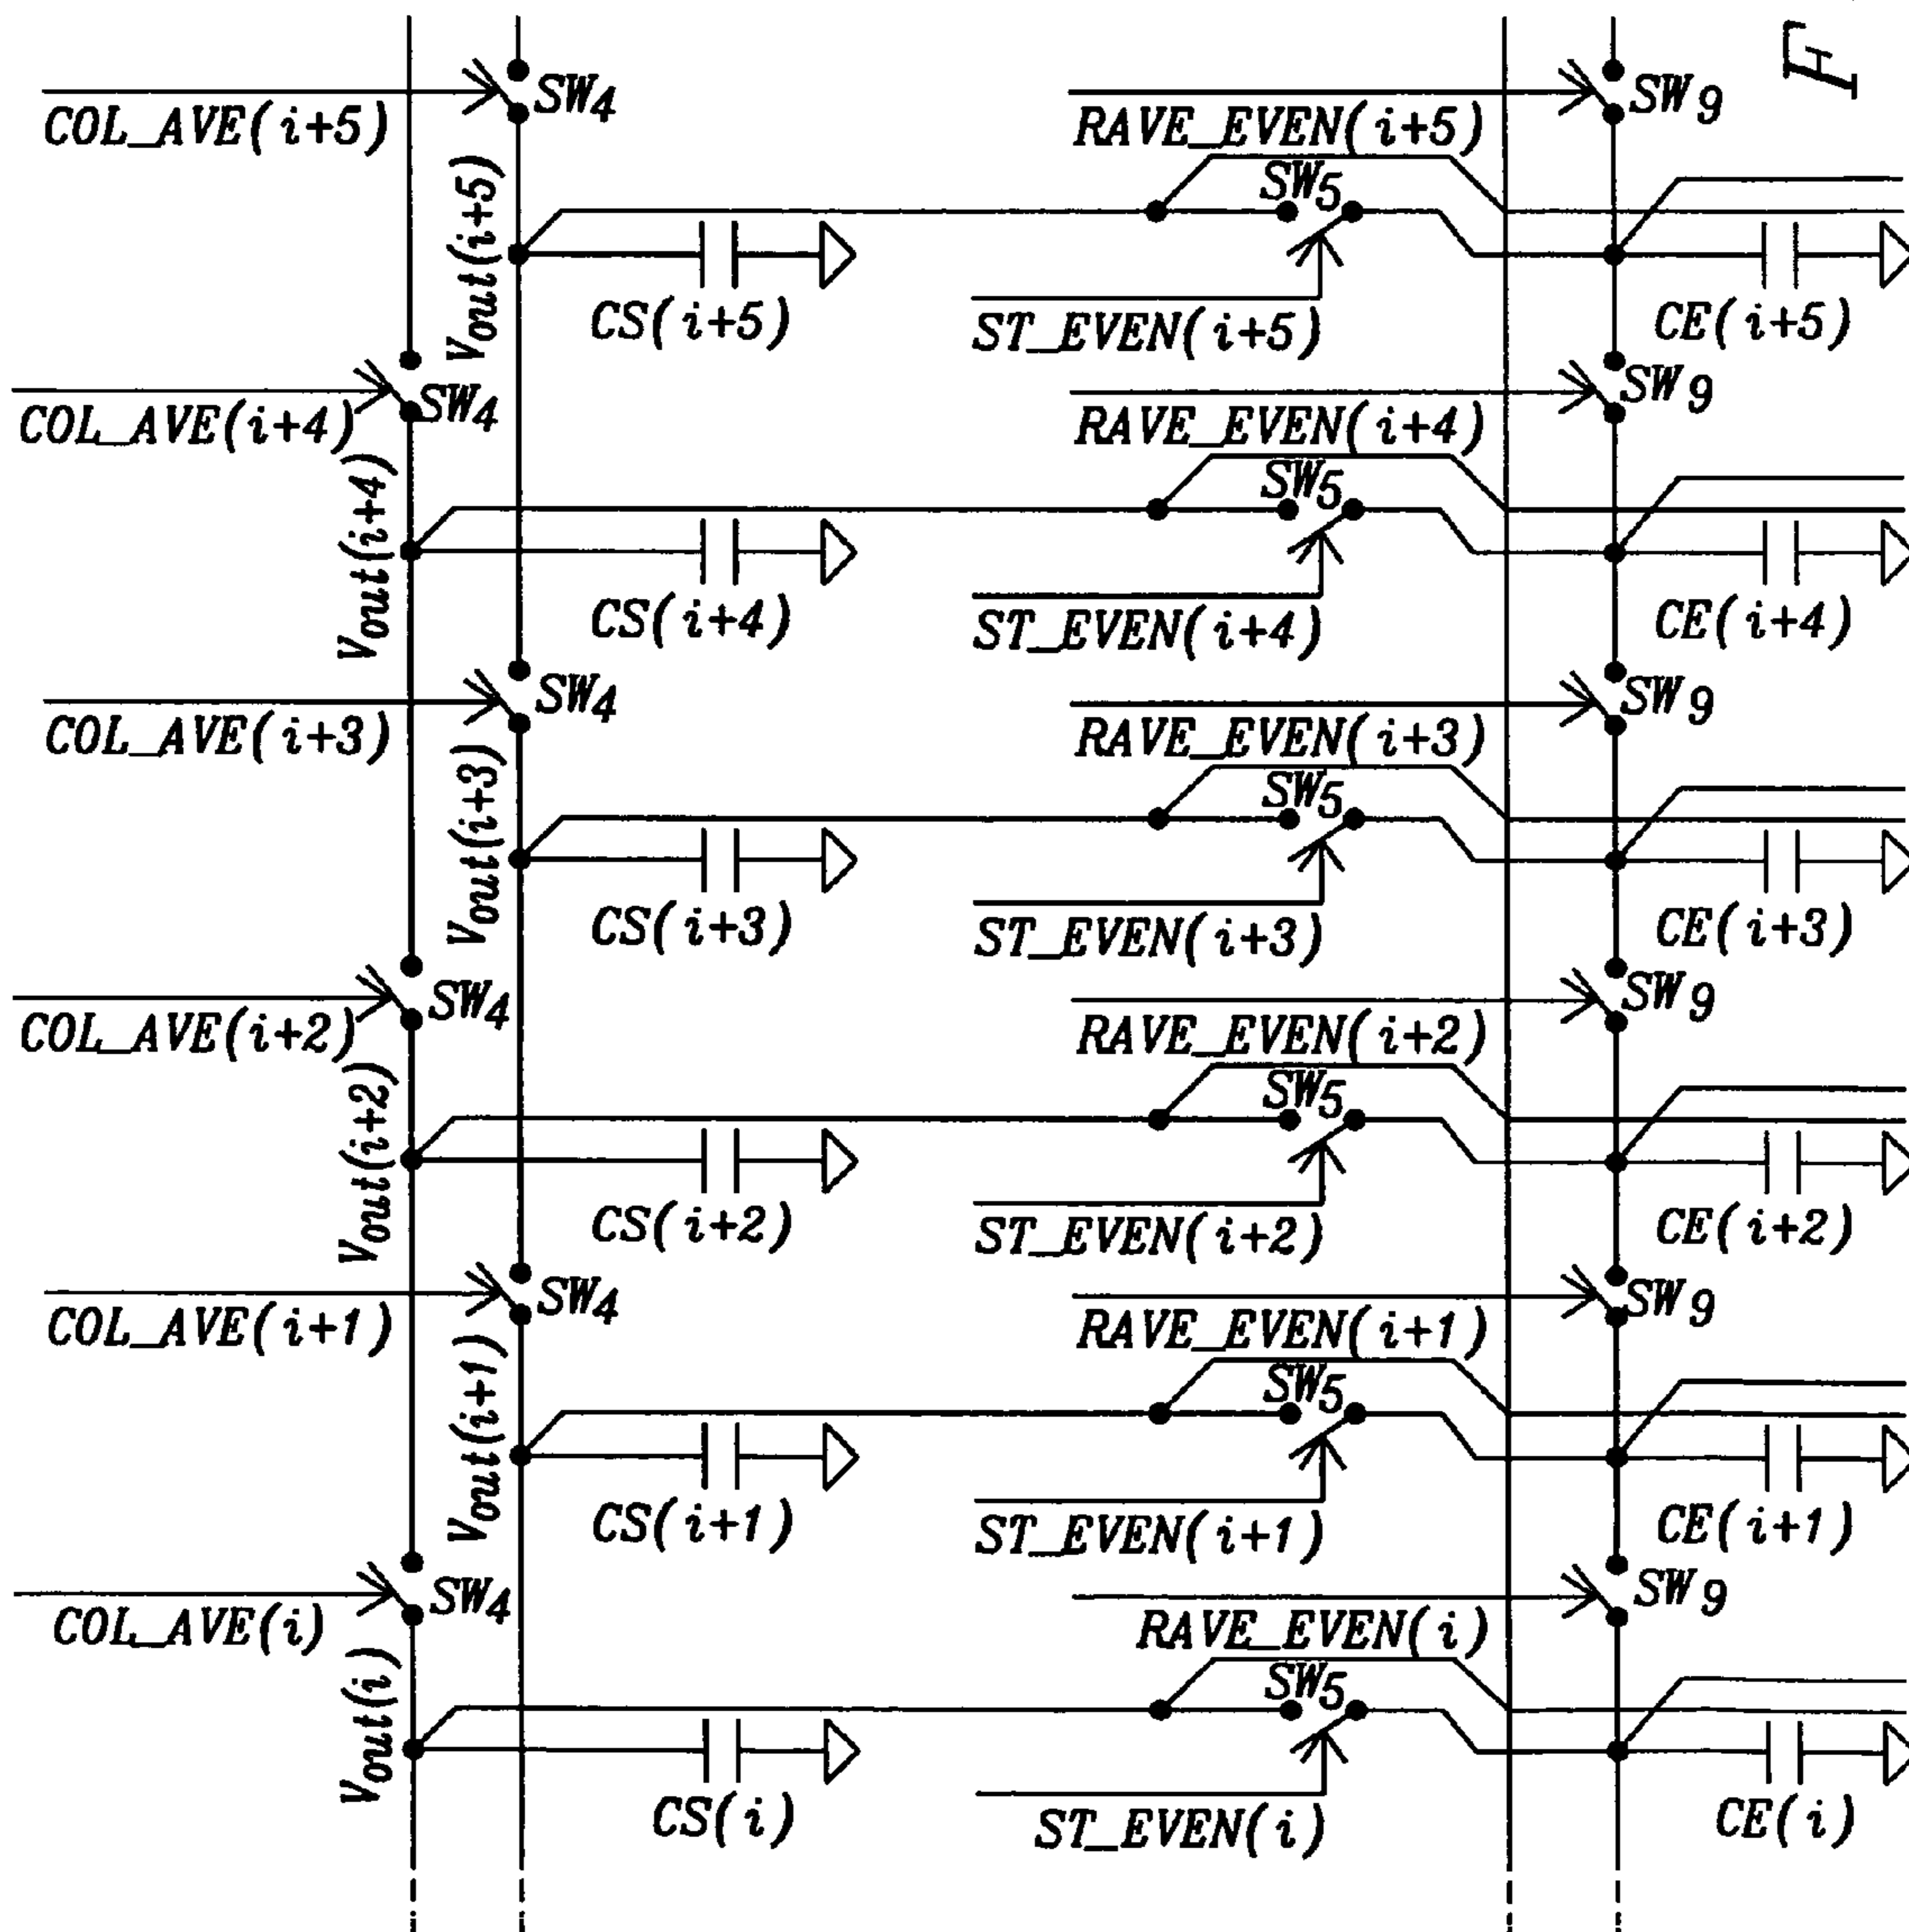 F
COL_AVE(i+5)
SW4
RAVE_EVEN(i+5)
SW9
Vout(i+5)
CS(i+5)
SW5
ST_EVEN(i+5)
CE(i+5)
COL_AVE(i+4)
SW4
RAVE_EVEN(i+4)
SW9
Vout(i+4)
CS(i+4)
SW5
ST_EVEN(i+4)
CE(i+4)
COL_AVE(i+3)
SW4
RAVE_EVEN(i+3)
SW9
Vout(i+3)
CS(i+3)
SW5
ST_EVEN(i+3)
CE(i+3)
COL_AVE(i+2)
SW4
RAVE_EVEN(i+2)
SW9
Vout(i+2)
CS(i+2)
SW5
ST_EVEN(i+2)
CE(i+2)
COL_AVE(i+1)
SW4
RAVE_EVEN(i+1)
SW9
Vout(i+1)
CS(i+1)
SW5
ST_EVEN(i+1)
CE(i+1)
COL_AVE(i)
SW4
RAVE_EVEN(i)
SW9
Vout(i)
CS(i)
SW5
ST_EVEN(i)
CE(i)